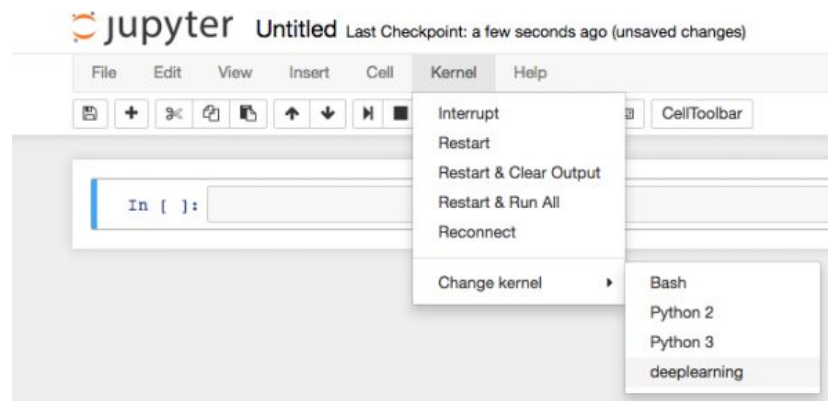 jupyter Untitled Last Checkpoint: a few seconds ago (unsaved changes)
File Edit View Insert Cell Kernel Help
CellToolbar
Interrupt
Restart
Restart & Clear Output
Restart & Run All
Reconnect
In [ ]:
Change kernel
Bash
Python 2
Python 3
deeplearning